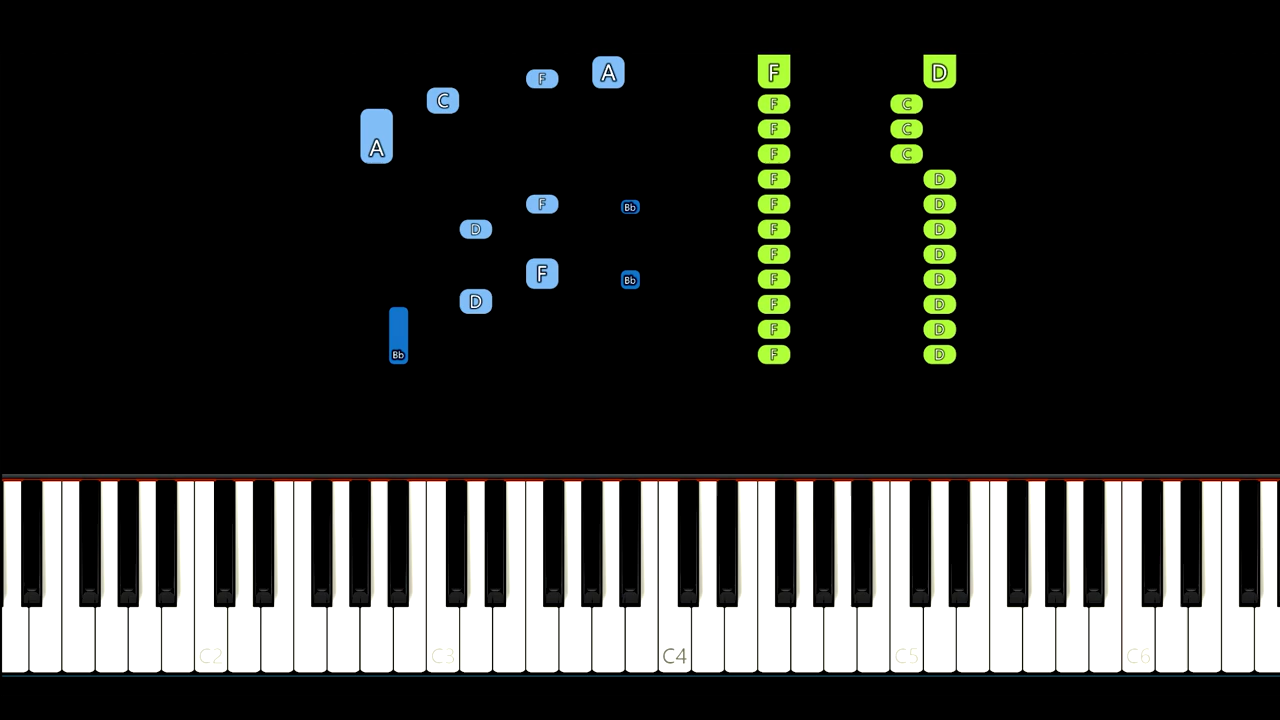 F A F D
C F C
F C
A F C
F D
F Bb F D
D F D
F D
F Bb F D
D F D
F D
Bb F D
C2 C3 C4 C5 C6